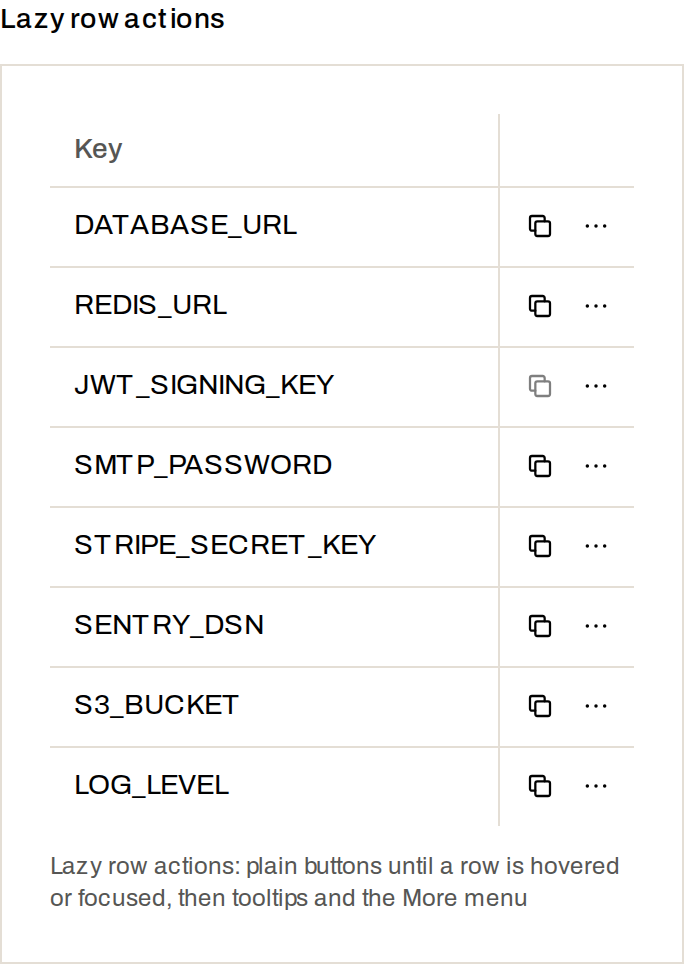 Lazy row actions
Key
DATABASE_URL
REDIS_URL
JWT_SIGNING_KEY
SMTP_PASSWORD
STRIPE_SECRET_KEY
SENTRY_DSN
S3_BUCKET
LOG_LEVEL
Lazy row actions: plain buttons until a row is hovered
or focused, then tooltips and the More menu